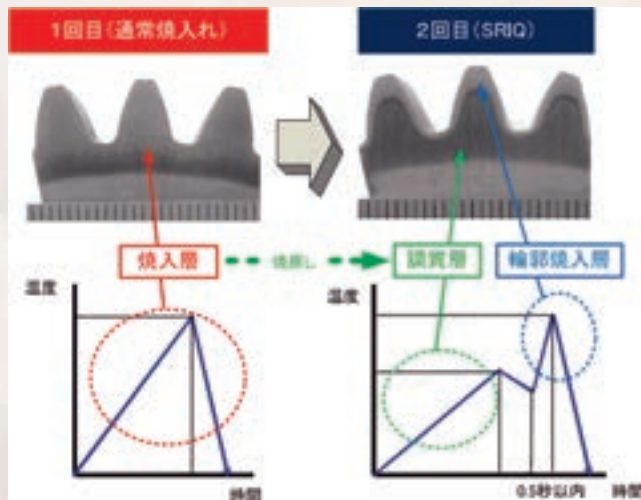 1回目(通常焼入れ)
2回目(SRIQ)
焼入層
焼戻し
調質層
輪郭焼入層
温度
温度
時間
0.5秒以内
時間